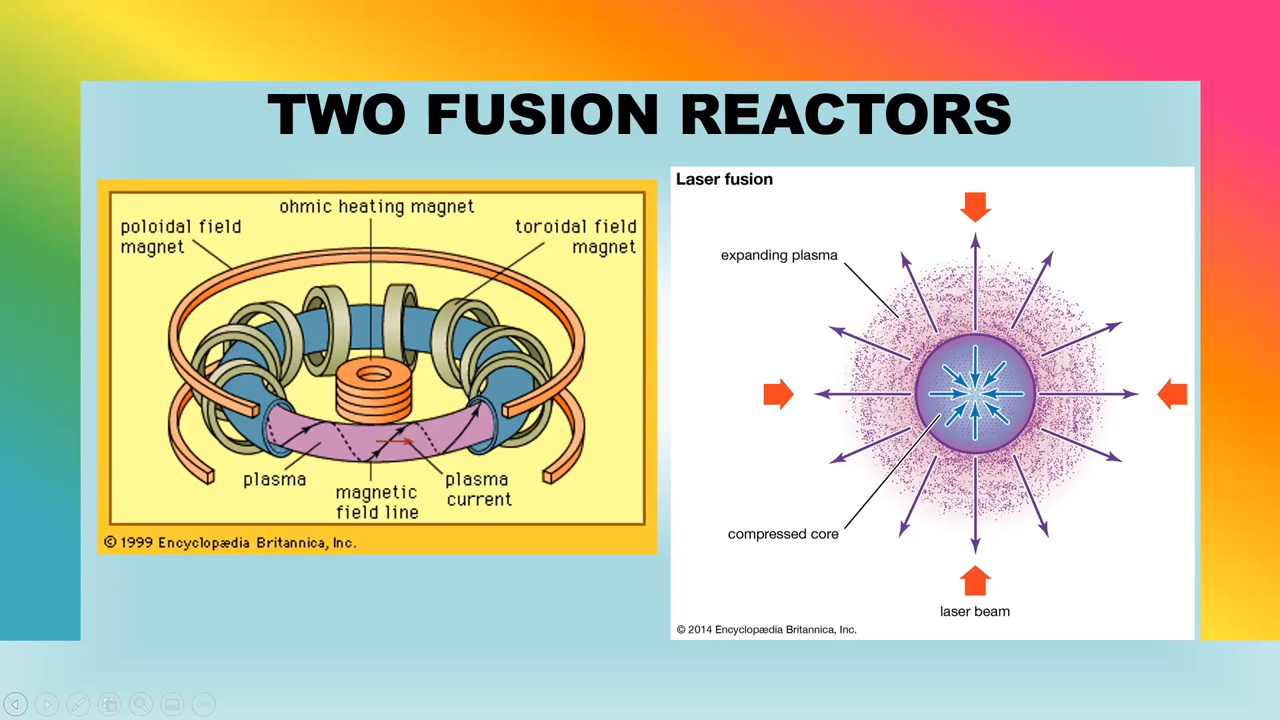 TWO FUSION REACTORS
ohmic heating magnet
poloidal field
magnet
toroidal field
magnet
plasma
magnetic
field line
plasma
current
© 1999 Encyclopædia Britannica, Inc.
Laser fusion
expanding plasma
compressed core
laser beam
© 2014 Encyclopædia Britannica, Inc.